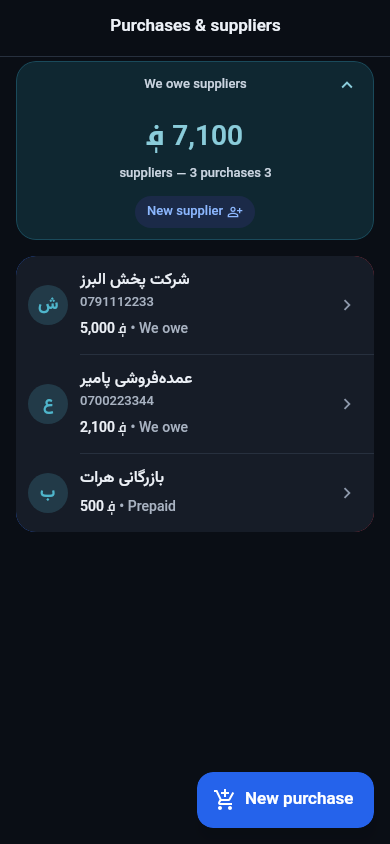 Purchases & suppliers
We owe suppliers
؋ 7,100
suppliers — 3 purchases 3
New supplier
شرکت پخش البرز
0791112233
5,000 ؋ • We owe
عمده‌فروشی پامیر
0700223344
2,100 ؋ • We owe
بازرگانی هرات
500 ؋ • Prepaid
ش
ع
ب
New purchase